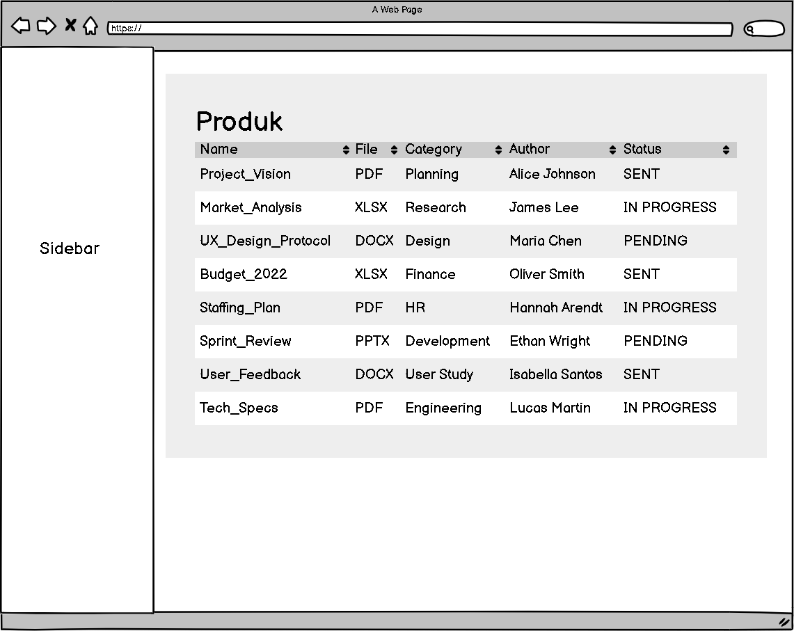 A Web Page
https://
Sidebar
Produk
Name File Category Author Status
Project_Vision PDF Planning Alice Johnson SENT
Market_Analysis XLSX Research James Lee IN PROGRESS
UX_Design_Protocol DOCX Design Maria Chen PENDING
Budget_2022 XLSX Finance Oliver Smith SENT
Staffing_Plan PDF HR Hannah Arendt IN PROGRESS
Sprint_Review PPTX Development Ethan Wright PENDING
User_Feedback DOCX User Study Isabella Santos SENT
Tech_Specs PDF Engineering Lucas Martin IN PROGRESS